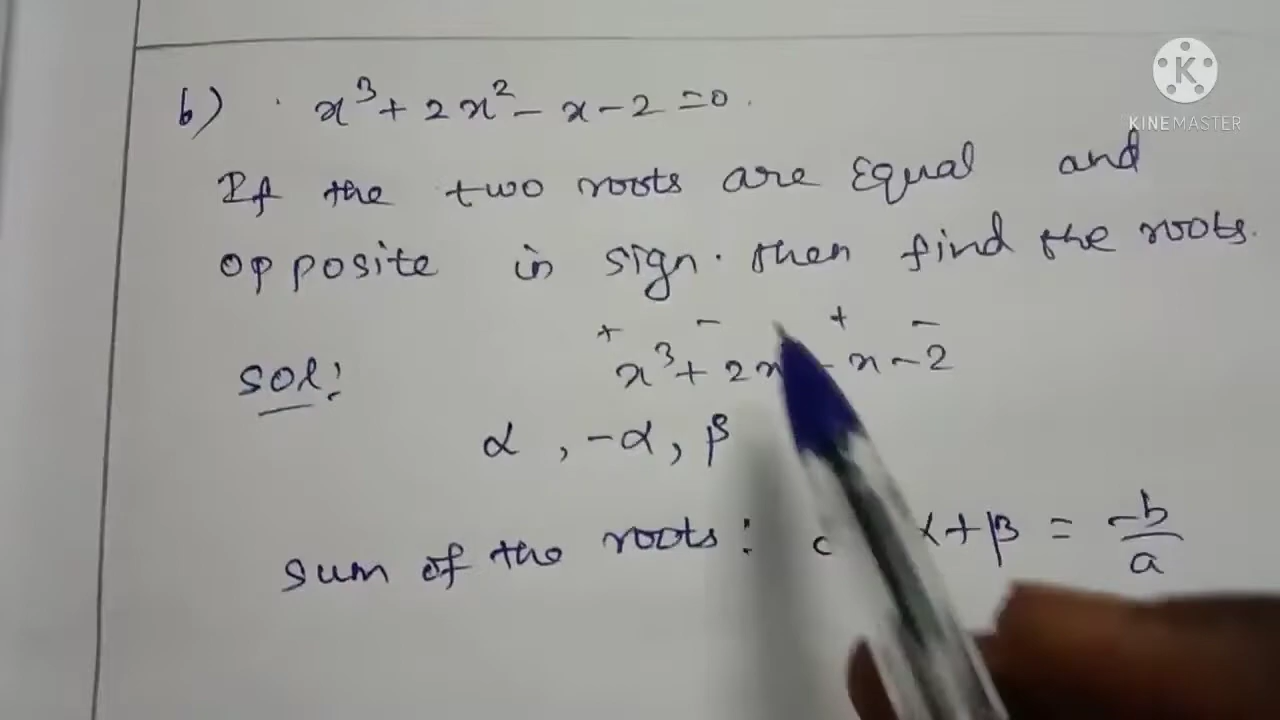 KINEMASTER
b) x³ + 2x² - x - 2 = 0.
If the two roots are Equal and
opposite in sign. then find the roots.
+ - + -
Sol: x³ + 2x - x - 2
α, -α, β
sum of the roots: α+β = -b/a